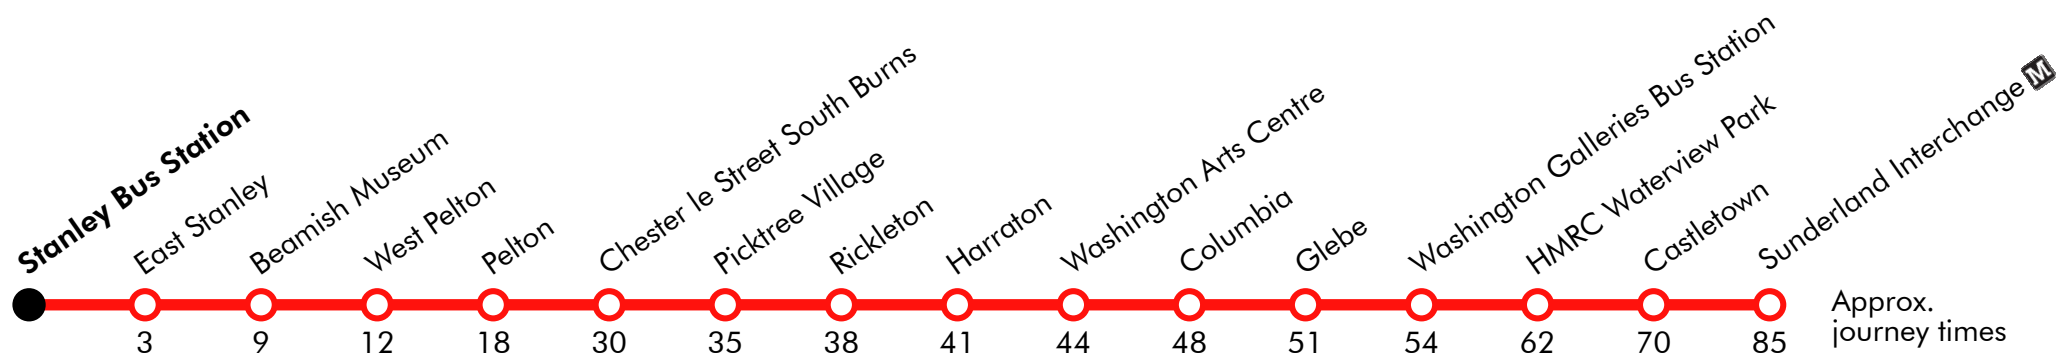 Stanley Bus Station
East Stanley
Beamish Museum
West Pelton
Pelton
Chester le Street South Burns
Picktree Village
Rickleton
Harraton
Washington Arts Centre
Columbia
Glebe
Washington Galleries Bus Station
HMRC Waterview Park
Castletown
Sunderland Interchange M
3 9 12 18 30 35 38 41 44 48 51 54 62 70 85
Approx.
journey times